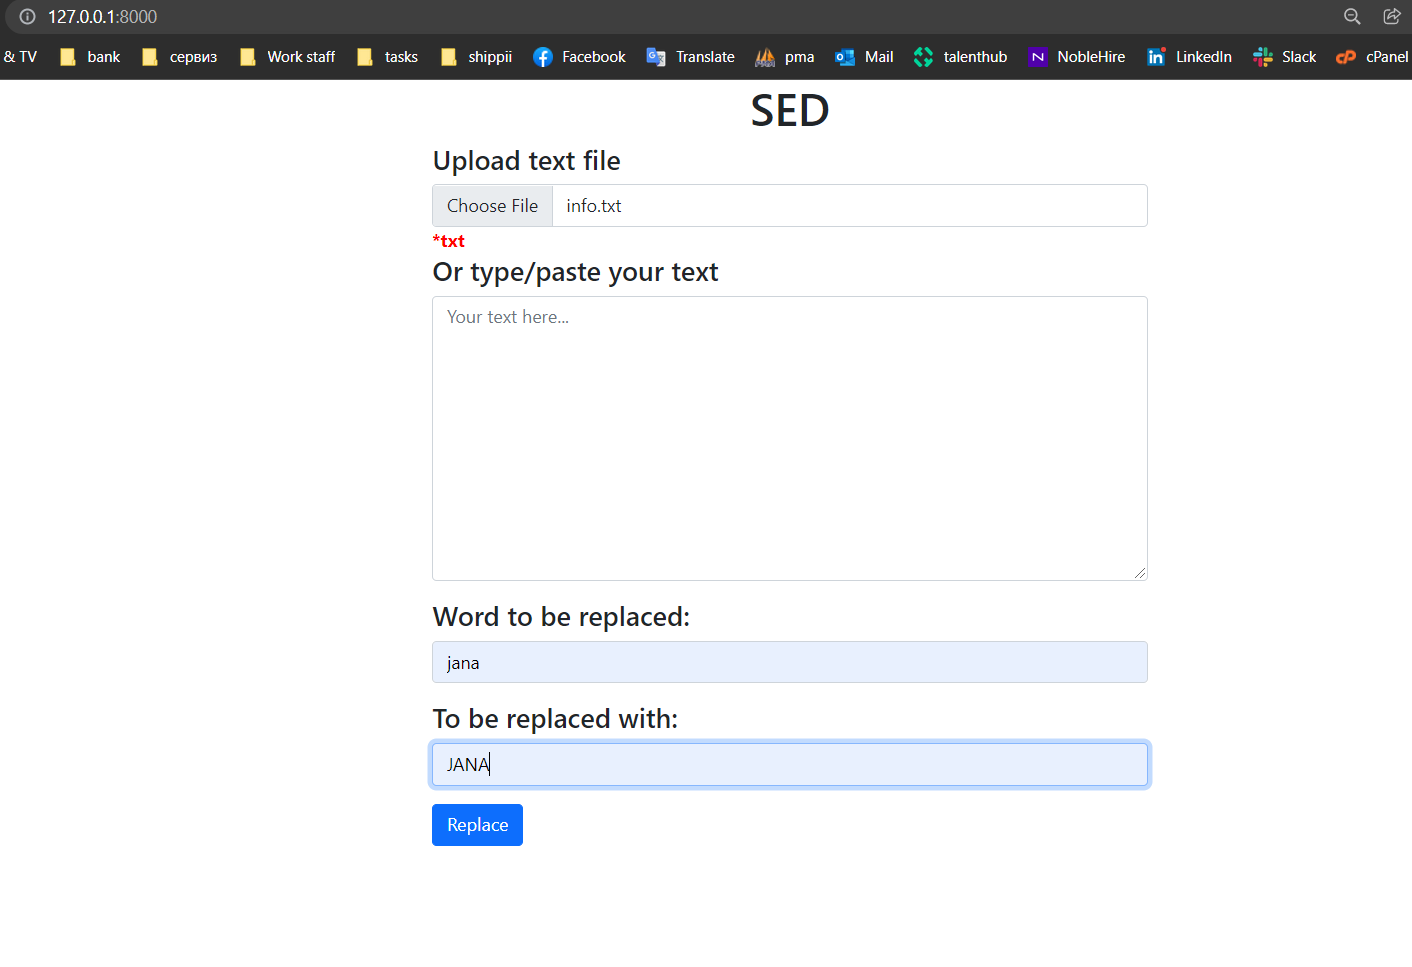 127.0.0.1:8000
& TV bank сервиз Work staff tasks shippii Facebook Translate pma Mail talenthub NobleHire LinkedIn Slack cPanel
SED
Upload text file
Choose File info.txt
*txt
Or type/paste your text
Your text here...
Word to be replaced:
jana
To be replaced with:
JANA
Replace